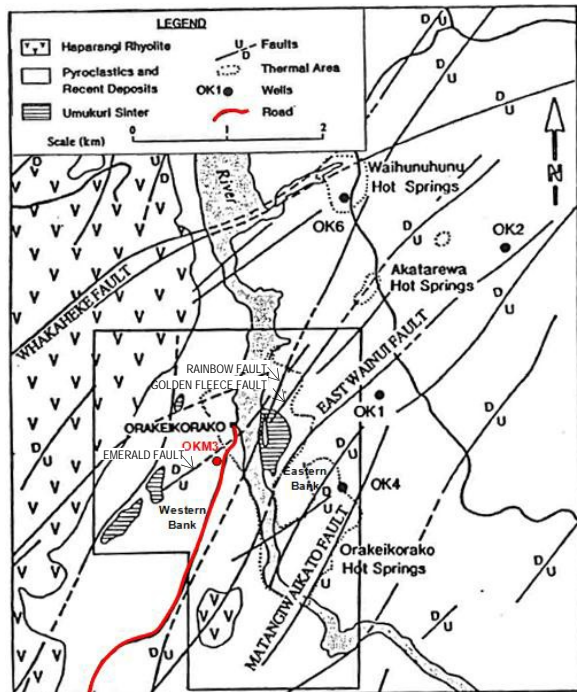 LEGEND
Haparangi Rhyolite
Pyroclastics and
Recent Deposits
Umukuri Sinter
U
D
Faults
Thermal Area
OK1 Wells
Road
Scale (km)
0
1
2
N
River
Waihunuhunu
Hot Springs
OK6
OK2
Akatarewa
Hot Springs
WHAKAHEKE FAULT
RAINBOW FAULT
GOLDEN FLEECE FAULT
EAST WAINUI FAULT
OK1
ORAKEIKORAKO
OKM3
EMERALD FAULT
Eastern
Bank
OK4
Western
Bank
Orakeikorako
Hot Springs
MATANGIWAIKATO FAULT
D
U